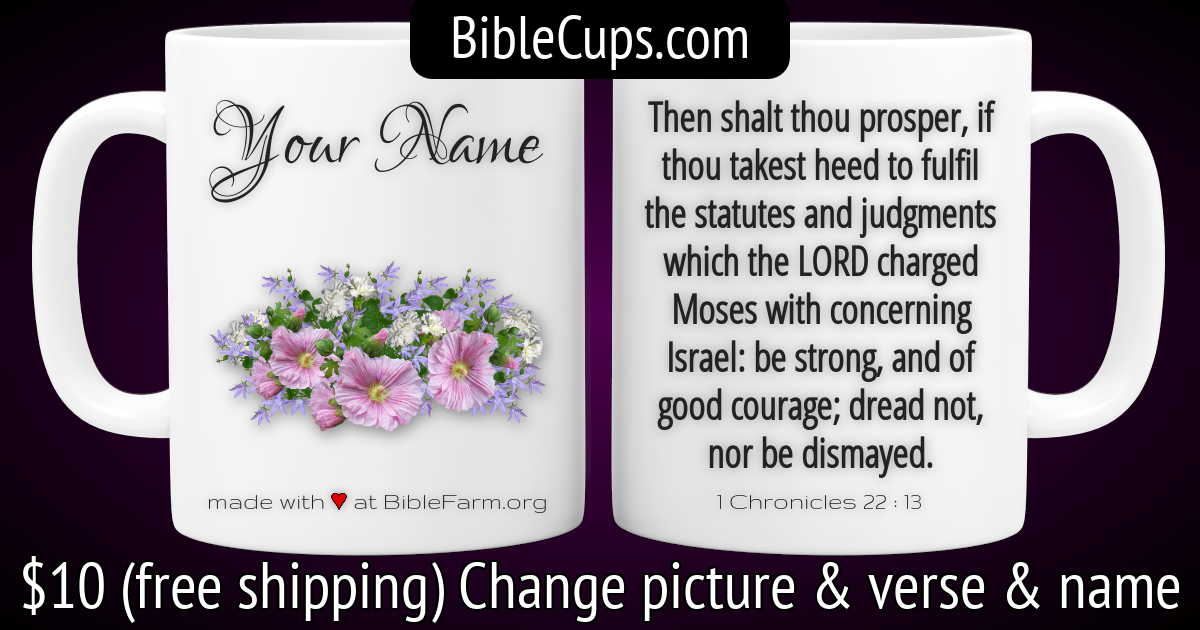 BibleCups.com
Your Name
made with ♥ at BibleFarm.org
Then shalt thou prosper, if
thou takest heed to fulfil
the statutes and judgments
which the LORD charged
Moses with concerning
Israel: be strong, and of
good courage; dread not,
nor be dismayed.
1 Chronicles 22 : 13
$10 (free shipping) Change picture & verse & name